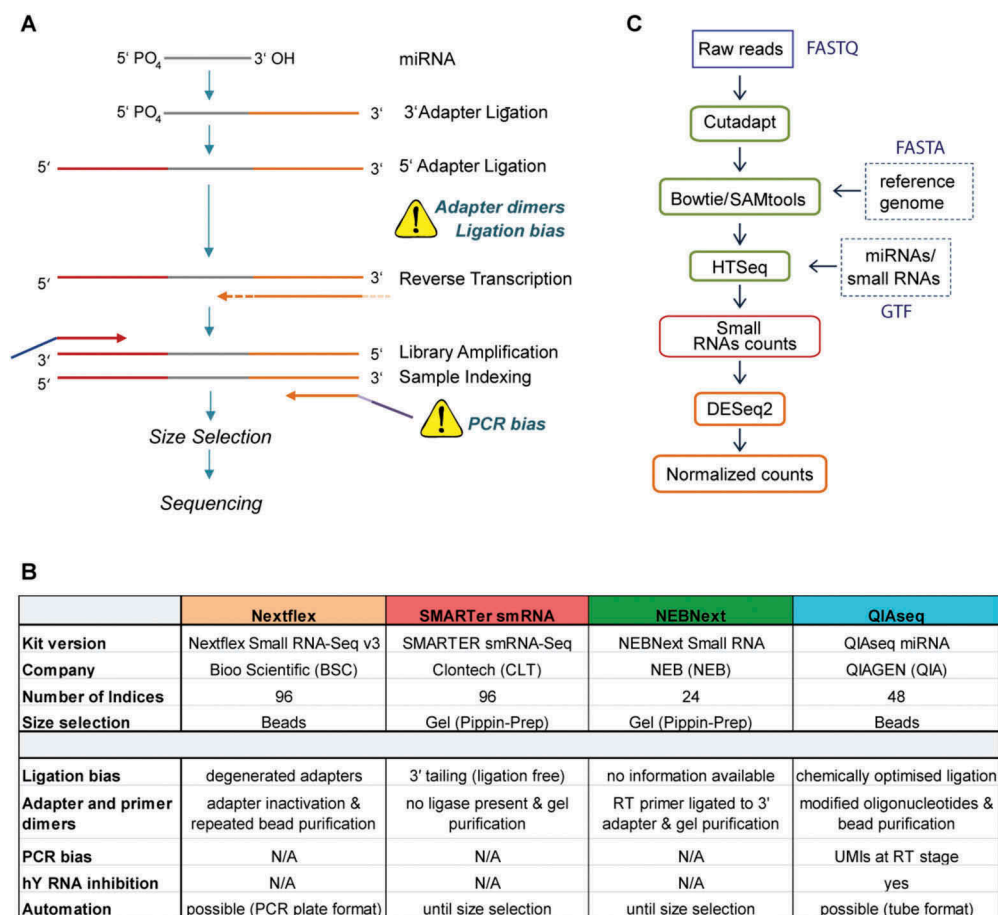 A
5' PO4 3' OH miRNA
5' PO4 3' 3'Adapter Ligation
5' 3' 5' Adapter Ligation
Adapter dimers
Ligation bias
5' 3' Reverse Transcription
3' 5' Library Amplification
5' 3' Sample Indexing
PCR bias
Size Selection
Sequencing
C
Raw reads FASTQ
Cutadapt
FASTA
Bowtie/SAMtools
reference
genome
HTSeq
miRNAs/
small RNAs
GTF
Small
RNAs counts
DESeq2
Normalized counts
B
Nextflex SMARTer smRNA NEBNext QIAseq
Kit version Nextflex Small RNA-Seq v3 SMARTER smRNA-Seq NEBNext Small RNA QIAseq miRNA
Company Bioo Scientific (BSC) Clontech (CLT) NEB (NEB) QIAGEN (QIA)
Number of Indices 96 96 24 48
Size selection Beads Gel (Pippin-Prep) Gel (Pippin-Prep) Beads
Ligation bias degenerated adapters 3' tailing (ligation free) no information available chemically optimised ligation
Adapter and primer adapter inactivation & no ligase present & gel RT primer ligated to 3' modified oligonucleotides &
dimers repeated bead purification purification adapter & gel purification bead purification
PCR bias N/A N/A N/A UMIs at RT stage
hY RNA inhibition N/A N/A N/A yes
Automation possible (PCR plate format) until size selection until size selection possible (tube format)